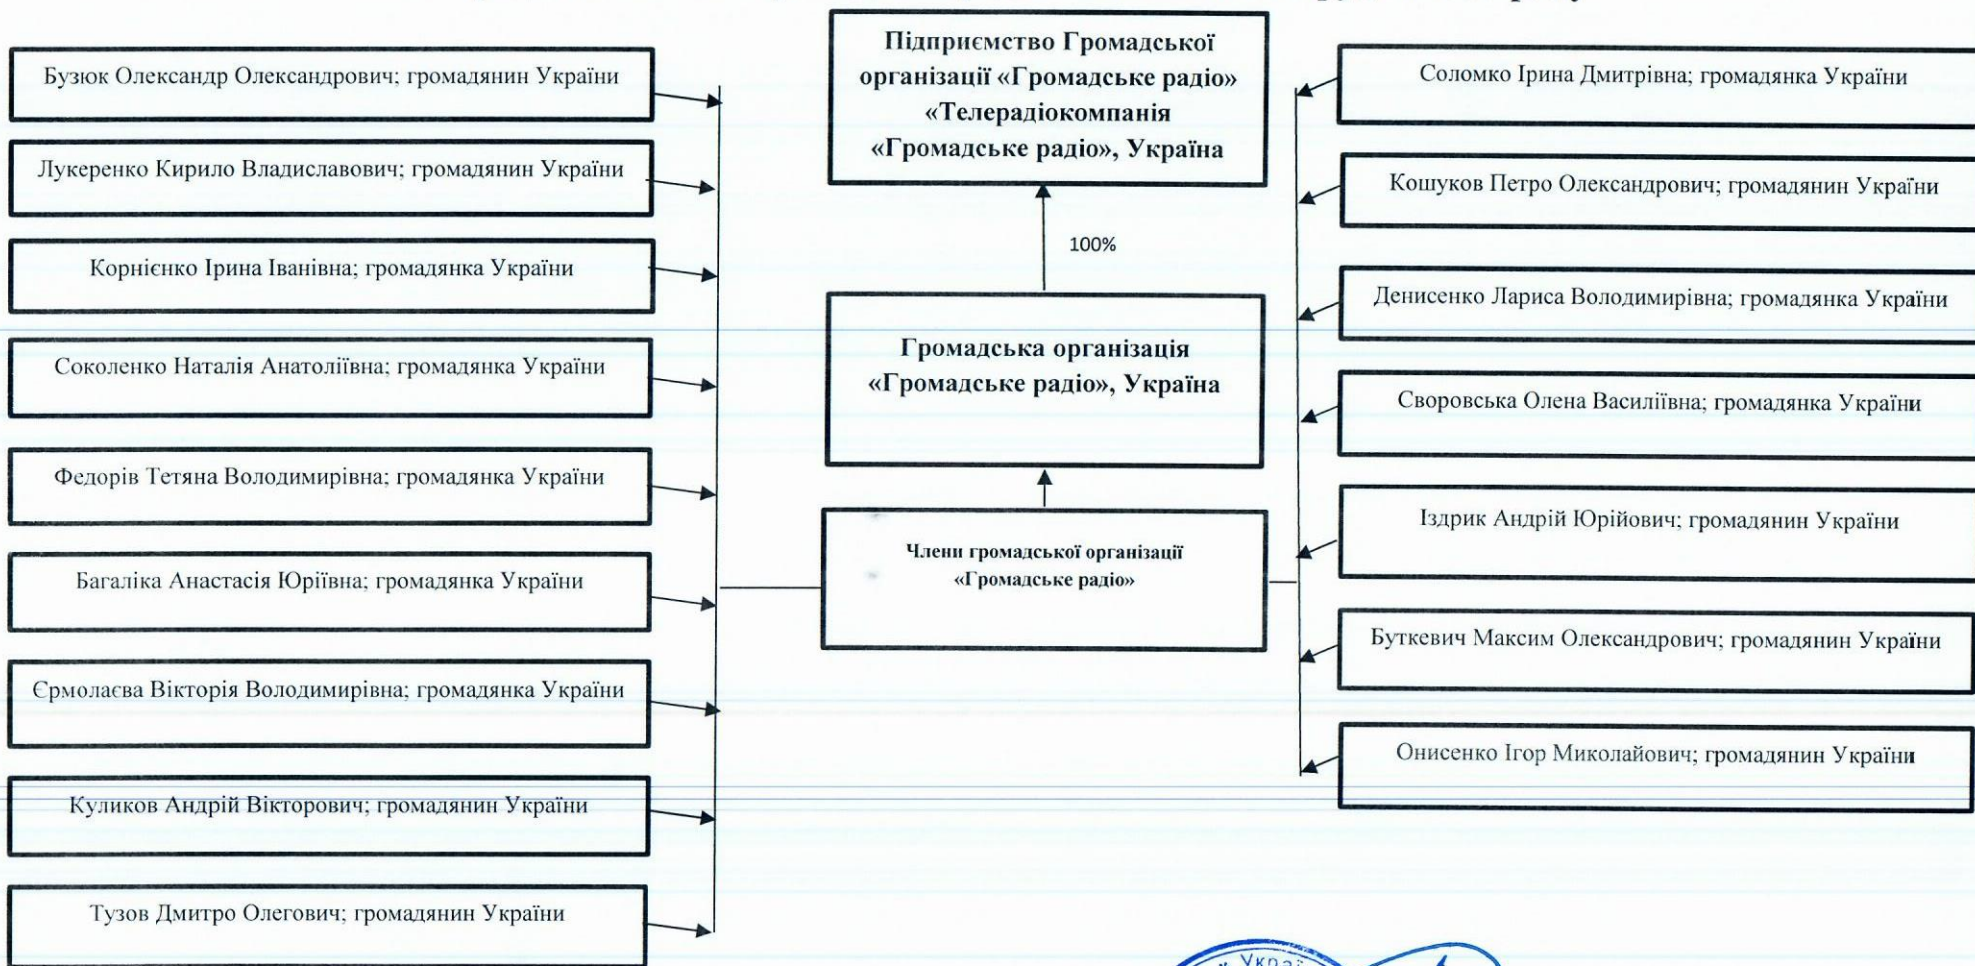 Бузюк Олександр Олександрович; громадянин України
Лукеренко Кирило Владиславович; громадянин України
Корнієнко Ірина Іванівна; громадянка України
Соколенко Наталія Анатоліївна; громадянка України
Федорів Тетяна Володимирівна; громадянка України
Багаліка Анастасія Юріївна; громадянка України
Єрмолаєва Вікторія Володимирівна; громадянка України
Куликов Андрій Вікторович; громадянин України
Тузов Дмитро Олегович; громадянин України
Підприємство Громадської
організації «Громадське радіо»
«Телерадіокомпанія
«Громадське радіо», Україна
100%
Громадська організація
«Громадське радіо», Україна
Члени громадської організації
«Громадське радіо»
Соломко Ірина Дмитрівна; громадянка України
Кошуков Петро Олександрович; громадянин України
Денисенко Лариса Володимирівна; громадянка України
Своровська Олена Василіївна; громадянка України
Іздрик Андрій Юрійович; громадянин України
Буткевич Максим Олександрович; громадянин України
Онисенко Ігор Миколайович; громадянин України